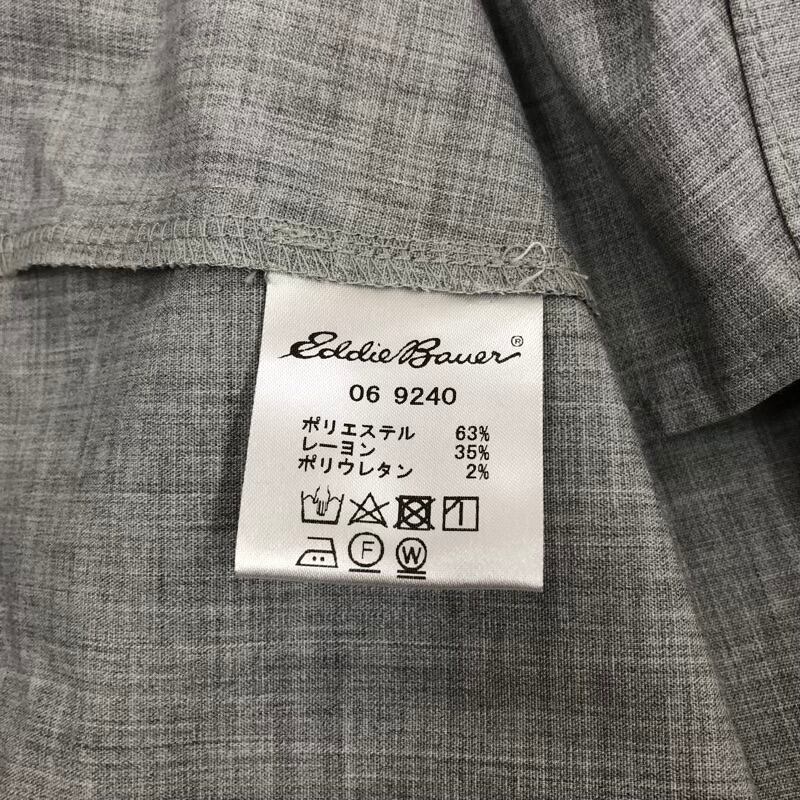 Eddie Bauer®
06 9240
ポリエステル 63%
レーヨン 35%
ポリウレタン 2%
F W